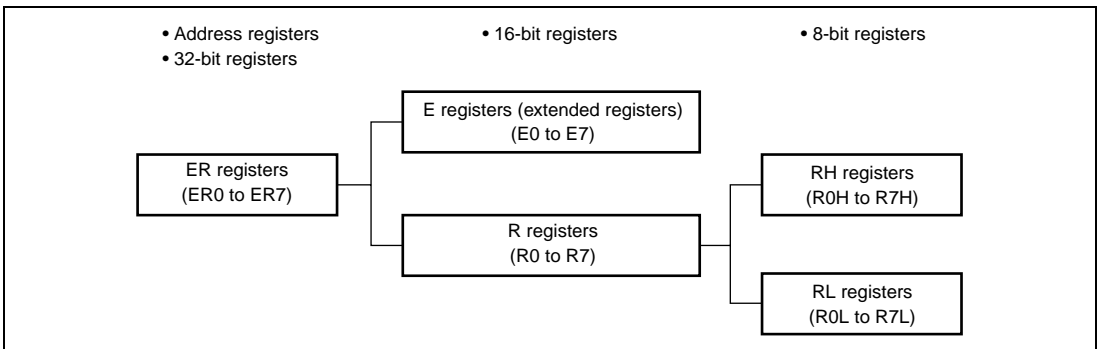 • Address registers
• 32-bit registers
• 16-bit registers
• 8-bit registers
E registers (extended registers)
(E0 to E7)
ER registers
(ER0 to ER7)
RH registers
(R0H to R7H)
R registers
(R0 to R7)
RL registers
(R0L to R7L)